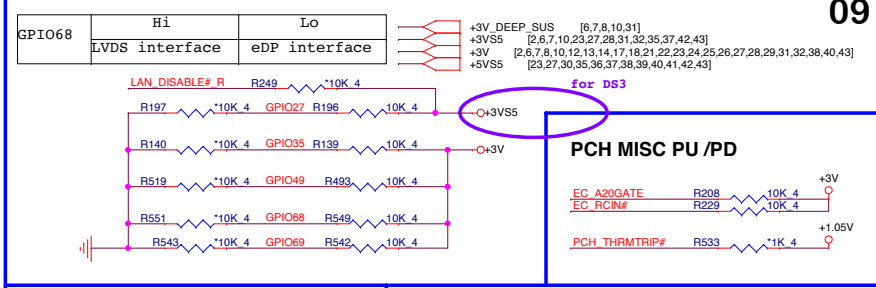 09
GPIO68 Hi Lo
LVDS interface eDP interface
+3V_DEEP_SUS [6,7,8,10,31]
+3VS5 [2,6,7,10,23,27,28,31,32,35,37,42,43]
+3V [2,6,7,8,10,12,13,14,17,18,21,22,23,24,25,26,27,28,29,31,32,38,40,43]
+5VS5 [23,27,30,35,36,37,38,39,40,41,42,43]
LAN_DISABLE#_R R249 *10K_4
for DS3
R197 *10K_4 GPIO27 R196 10K_4 +3VS5
R140 *10K_4 GPIO35 R139 10K_4 +3V
PCH MISC PU /PD
R519 *10K_4 GPIO49 R493 10K_4
+3V
EC_A20GATE R208 10K_4
EC_RCIN# R229 10K_4
R551 *10K_4 GPIO68 R549 10K_4
+1.05V
R543 *10K_4 GPIO69 R542 10K_4
PCH_THRMTRIP# R533 *1K_4